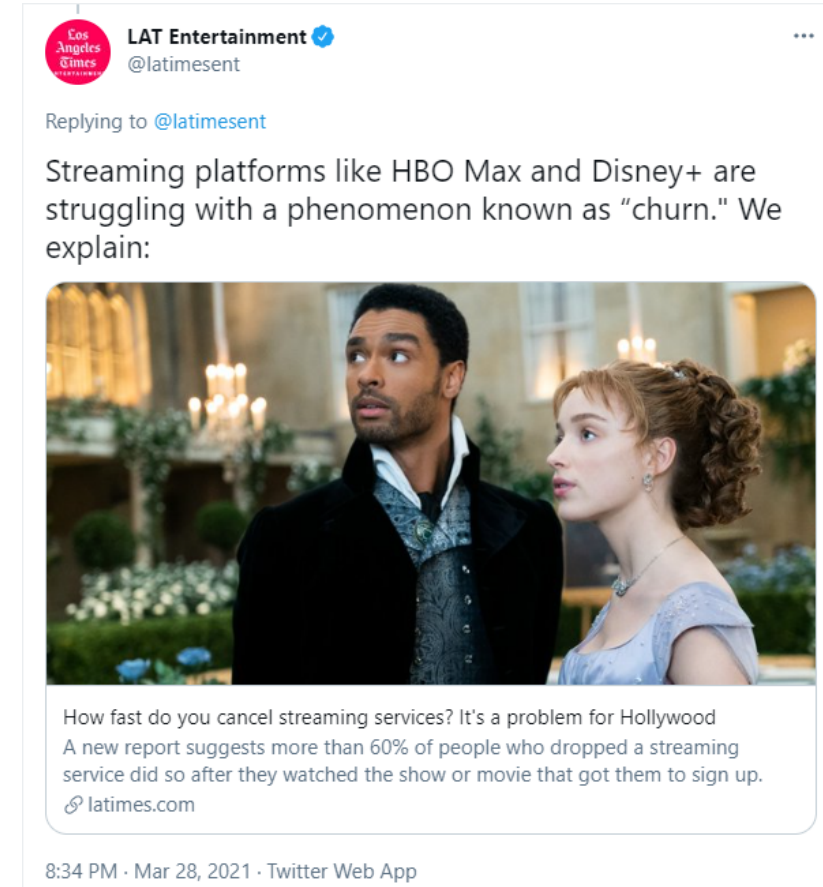 Los
Angeles
Times
ENTERTAINMENT
LAT Entertainment
@latimesent
Replying to @latimesent
Streaming platforms like HBO Max and Disney+ are
struggling with a phenomenon known as “churn." We
explain:
How fast do you cancel streaming services? It's a problem for Hollywood
A new report suggests more than 60% of people who dropped a streaming
service did so after they watched the show or movie that got them to sign up.
latimes.com
8:34 PM · Mar 28, 2021 · Twitter Web App